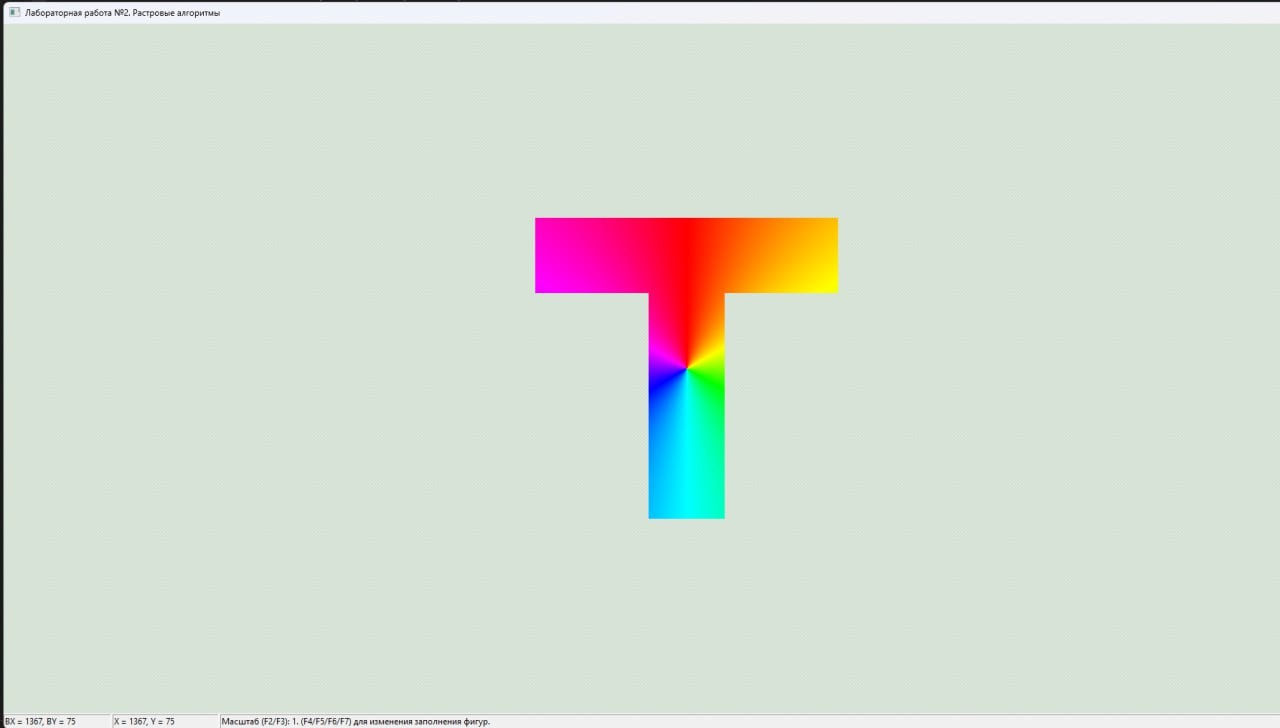 Лабораторная работа №2. Растровые алгоритмы
T
BX = 1367, BY = 75
X = 1367, Y = 75
Масштаб (F2/F3): 1. (F4/F5/F6/F7) для изменения заполнения фигур.